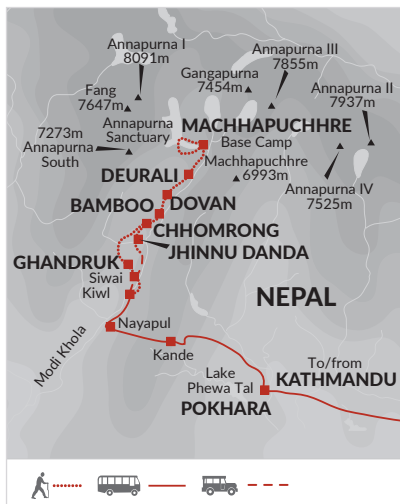 Annapurna I
8091m
Annapurna III
7855m
Gangapurna
7454m
Annapurna II
7937m
Fang
7647m
Annapurna
Sanctuary
7273m
Annapurna
South
MACHHAPUCHHRE
Base Camp
Machhapuchhre
6993m
Annapurna IV
7525m
DEURALI
BAMBOO
DOVAN
CHHOMRONG
JHINNU DANDA
GHANDRUK
Siwai
Kiwl
NEPAL
Modi Khola
Nayapul
Kande
Lake
Phewa Tal
To/from
KATHMANDU
POKHARA